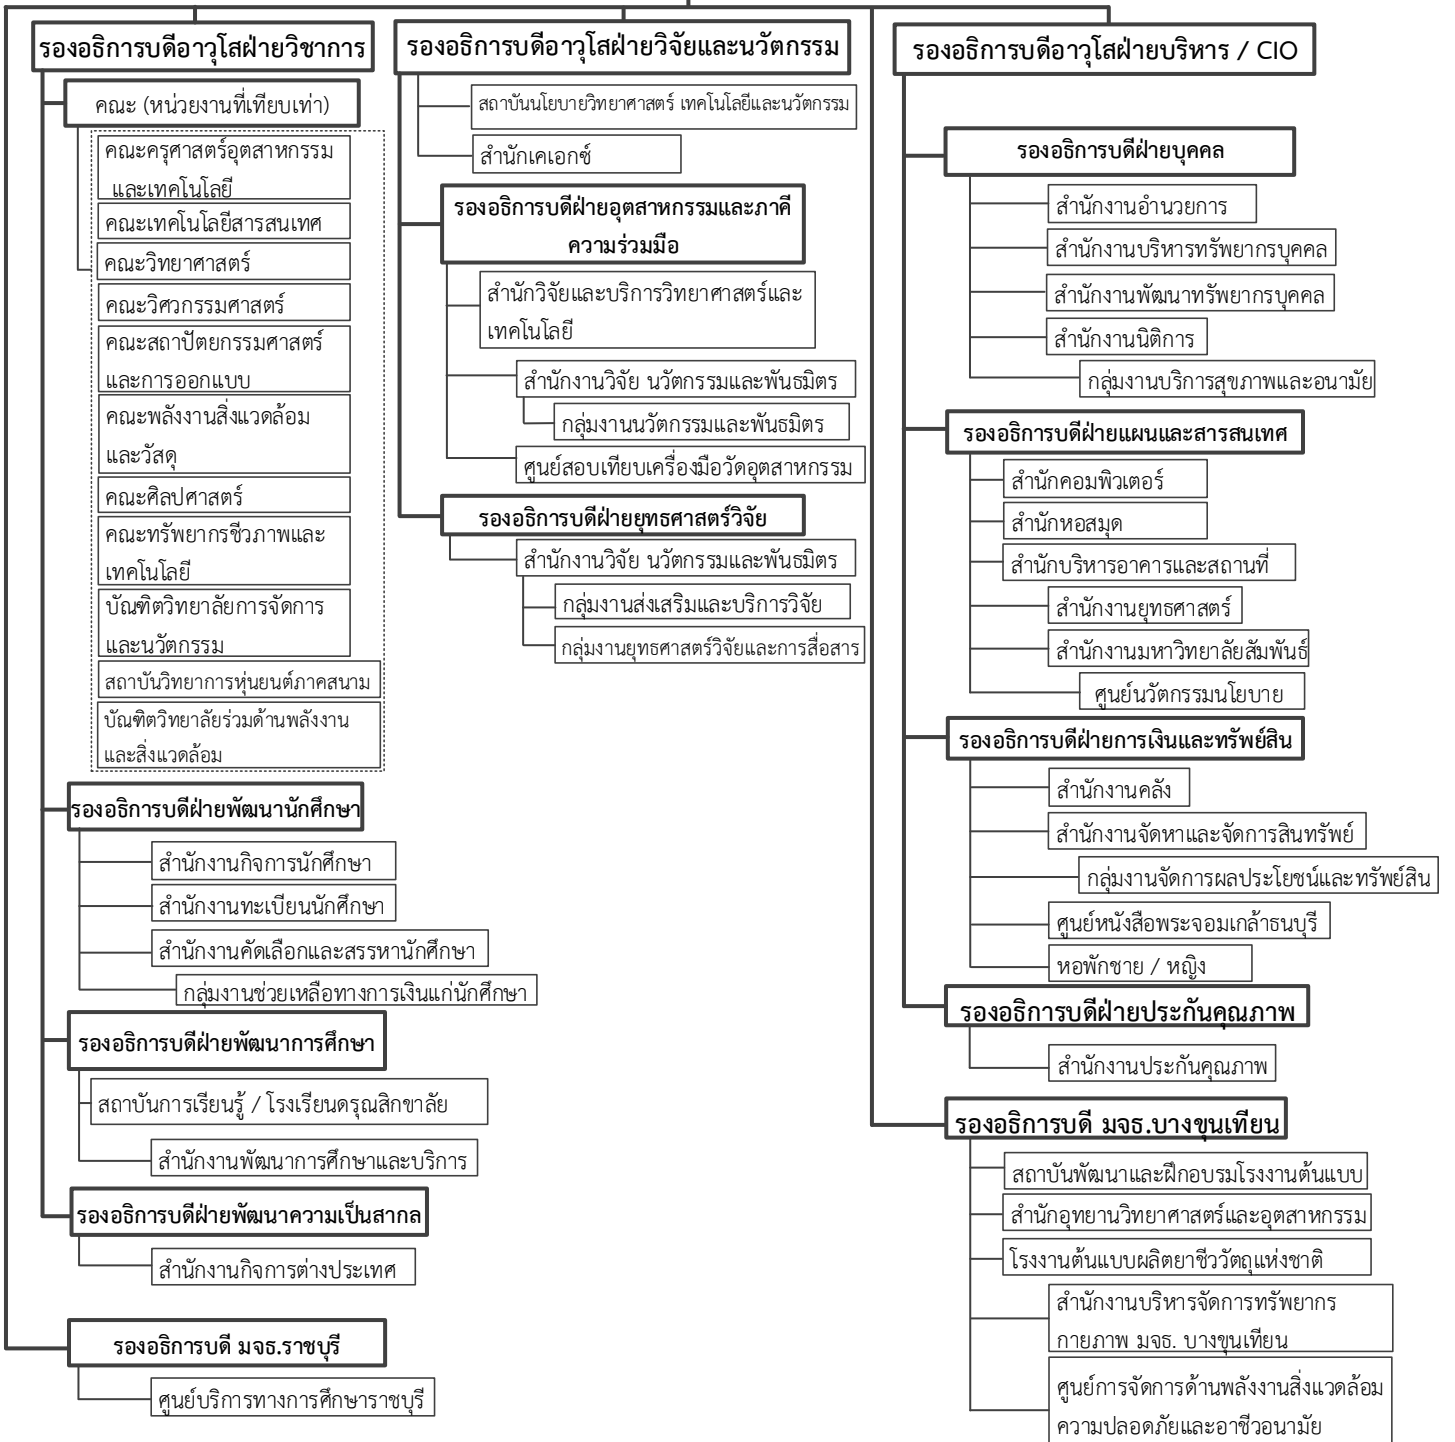 รองอธิการบดีอาวุโสฝ่ายวิชาการ
คณะ (หน่วยงานที่เทียบเท่า)
คณะครุศาสตร์อุตสาหกรรม
และเทคโนโลยี
คณะเทคโนโลยีสารสนเทศ
คณะวิทยาศาสตร์
คณะวิศวกรรมศาสตร์
คณะสถาปัตยกรรมศาสตร์
และการออกแบบ
คณะพลังงานสิ่งแวดล้อม
และวัสดุ
คณะศิลปศาสตร์
คณะทรัพยากรชีวภาพและ
เทคโนโลยี
บัณฑิตวิทยาลัยการจัดการ
และนวัตกรรม
สถาบันวิทยาการหุ่นยนต์ภาคสนาม
บัณฑิตวิทยาลัยร่วมด้านพลังงาน
และสิ่งแวดล้อม
รองอธิการบดีฝ่ายพัฒนานักศึกษา
สำนักงานกิจการนักศึกษา
สำนักงานทะเบียนนักศึกษา
สำนักงานคัดเลือกและสรรหานักศึกษา
กลุ่มงานช่วยเหลือทางการเงินแก่นักศึกษา
รองอธิการบดีฝ่ายพัฒนาการศึกษา
สถาบันการเรียนรู้ / โรงเรียนดรุณสิกขาลัย
สำนักงานพัฒนาการศึกษาและบริการ
รองอธิการบดีฝ่ายพัฒนาความเป็นสากล
สำนักงานกิจการต่างประเทศ
รองอธิการบดี มจธ.ราชบุรี
ศูนย์บริการทางการศึกษาราชบุรี
รองอธิการบดีอาวุโสฝ่ายวิจัยและนวัตกรรม
สถาบันนโยบายวิทยาศาสตร์ เทคโนโลยีและนวัตกรรม
สำนักเคเอกซ์
รองอธิการบดีฝ่ายอุตสาหกรรมและภาคี
ความร่วมมือ
สำนักวิจัยและบริการวิทยาศาสตร์และ
เทคโนโลยี
สำนักงานวิจัย นวัตกรรมและพันธมิตร
กลุ่มงานนวัตกรรมและพันธมิตร
ศูนย์สอบเทียบเครื่องมือวัดอุตสาหกรรม
รองอธิการบดีฝ่ายยุทธศาสตร์วิจัย
สำนักงานวิจัย นวัตกรรมและพันธมิตร
กลุ่มงานส่งเสริมและบริการวิจัย
กลุ่มงานยุทธศาสตร์วิจัยและการสื่อสาร
รองอธิการบดีอาวุโสฝ่ายบริหาร / CIO
รองอธิการบดีฝ่ายบุคคล
สำนักงานอำนวยการ
สำนักงานบริหารทรัพยากรบุคคล
สำนักงานพัฒนาทรัพยากรบุคคล
สำนักงานนิติการ
กลุ่มงานบริการสุขภาพและอนามัย
รองอธิการบดีฝ่ายแผนและสารสนเทศ
สำนักคอมพิวเตอร์
สำนักหอสมุด
สำนักบริหารอาคารและสถานที่
สำนักงานยุทธศาสตร์
สำนักงานมหาวิทยาลัยสัมพันธ์
ศูนย์นวัตกรรมนโยบาย
รองอธิการบดีฝ่ายการเงินและทรัพย์สิน
สำนักงานคลัง
สำนักงานจัดหาและจัดการสินทรัพย์
กลุ่มงานจัดการผลประโยชน์และทรัพย์สิน
ศูนย์หนังสือพระจอมเกล้าธนบุรี
หอพักชาย / หญิง
รองอธิการบดีฝ่ายประกันคุณภาพ
สำนักงานประกันคุณภาพ
รองอธิการบดี มจธ.บางขุนเทียน
สถาบันพัฒนาและฝึกอบรมโรงงานต้นแบบ
สำนักอุทยานวิทยาศาสตร์และอุตสาหกรรม
โรงงานต้นแบบผลิตยาชีววัตถุแห่งชาติ
สำนักงานบริหารจัดการทรัพยากร
กายภาพ มจธ. บางขุนเทียน
ศูนย์การจัดการด้านพลังงานสิ่งแวดล้อม
ความปลอดภัยและอาชีวอนามัย